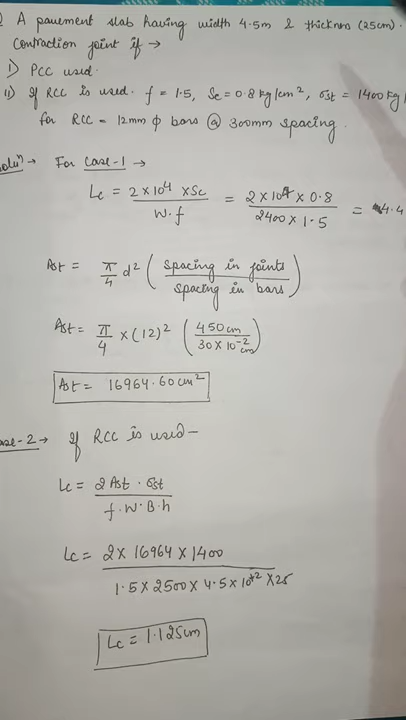 A pavement slab having width 4.5m & thickness (25cm).
Contraction joint if →
i) PCC used.
ii) If RCC is used. f = 1.5, Sc = 0.8 kg/cm², σst = 1400 kg/
for RCC = 12mm φ bars @ 300mm spacing.
Solun) → For Case-1 →
Lc = 2×10⁴ × Sc / W.f = 2×10⁴ × 0.8 / 2400 × 1.5 = 4.4
Ast = π/4 d² (Spacing in joints / Spacing in bars)
Ast = π/4 × (12)² (450cm / 30×10⁻² cm)
Ast = 16964.60 cm²
ase-2 → If RCC is used -
Lc = 2 Ast . σst / f.W.B.h
Lc = 2 × 16964 × 1400 / 1.5 × 2500 × 4.5 × 10⁺² × 25
Lc = 1.125cm